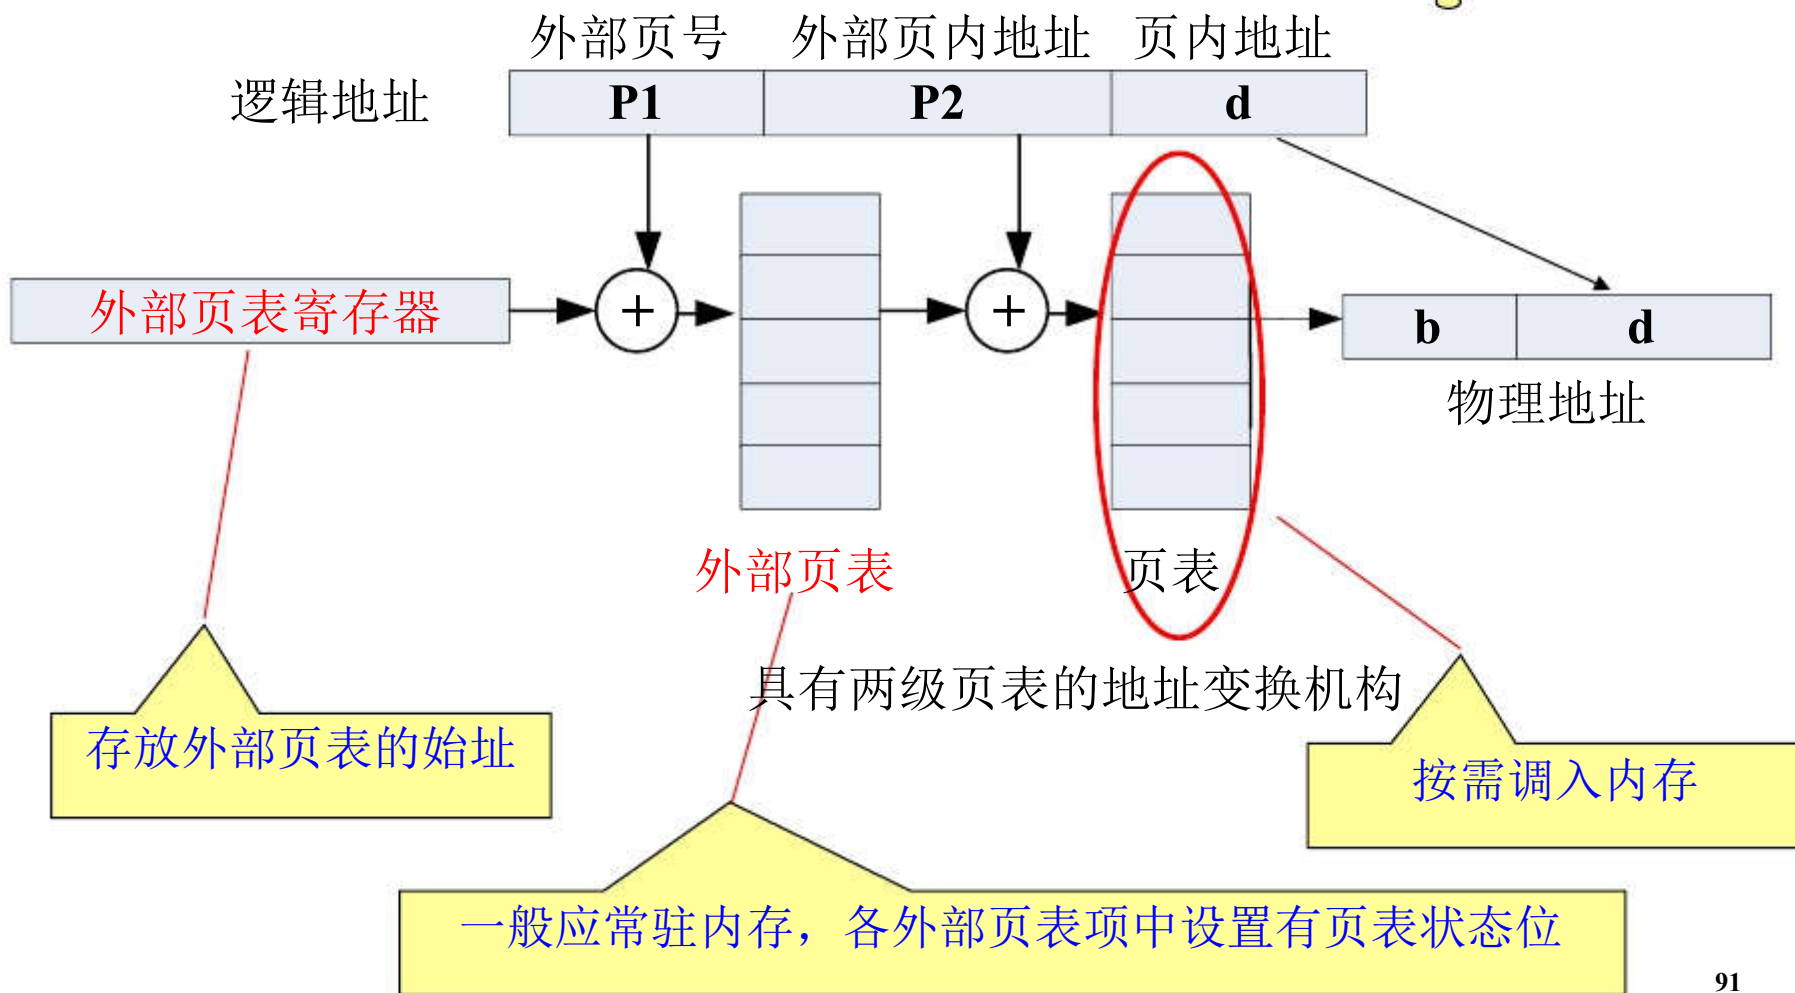 外部页号 外部页内地址 页内地址
逻辑地址 P1 P2 d
外部页表寄存器 + + b d
物理地址
外部页表 页表
具有两级页表的地址变换机构
存放外部页表的始址
按需调入内存
一般应常驻内存，各外部页表项中设置有页表状态位
91